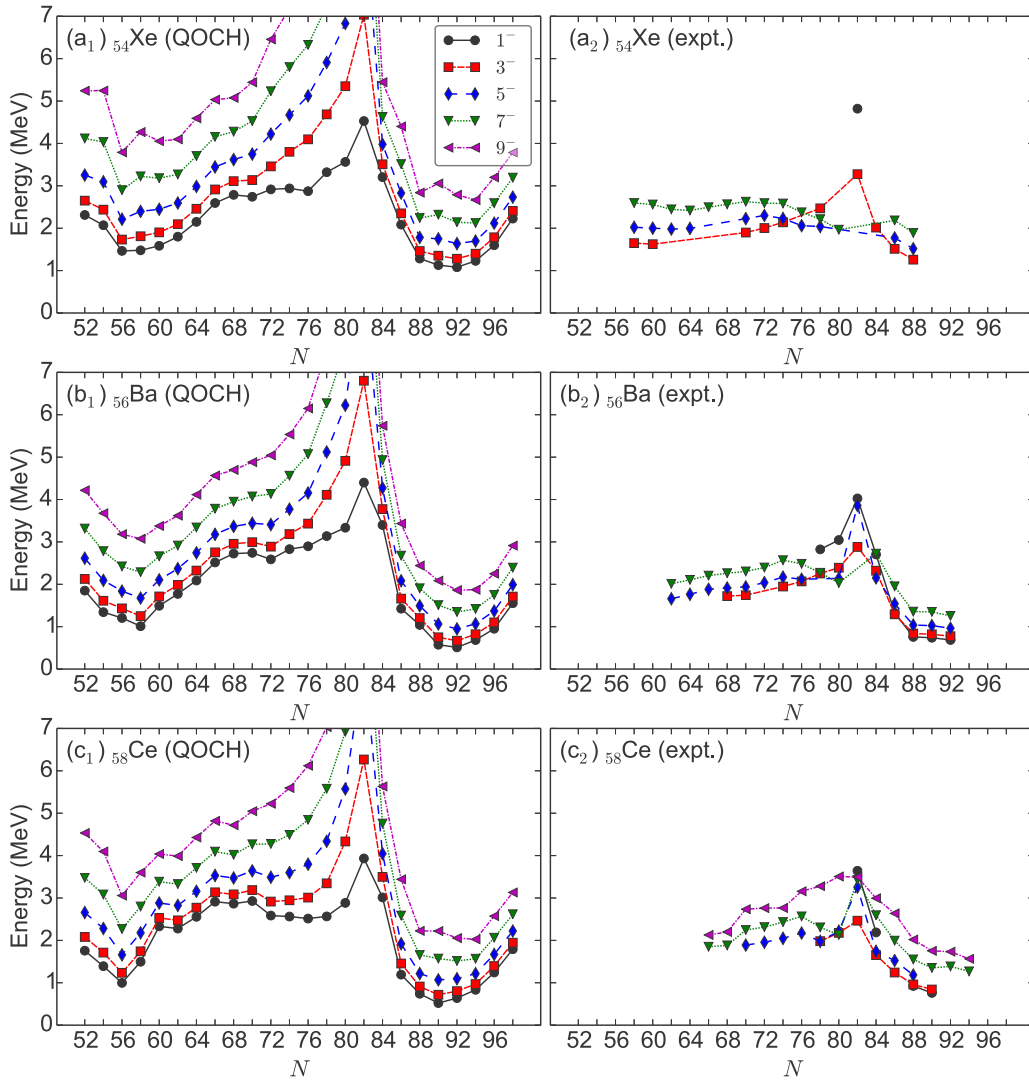 (a₁) ₅₄Xe (QOCH)
1⁻
3⁻
5⁻
7⁻
9⁻
Energy (MeV)
7
6
5
4
3
2
1
0
52 56 60 64 68 72 76 80 84 88 92 96
N
(a₂) ₅₄Xe (expt.)
52 56 60 64 68 72 76 80 84 88 92 96
N
(b₁) ₅₆Ba (QOCH)
Energy (MeV)
7
6
5
4
3
2
1
0
52 56 60 64 68 72 76 80 84 88 92 96
N
(b₂) ₅₆Ba (expt.)
52 56 60 64 68 72 76 80 84 88 92 96
N
(c₁) ₅₈Ce (QOCH)
Energy (MeV)
7
6
5
4
3
2
1
0
52 56 60 64 68 72 76 80 84 88 92 96
N
(c₂) ₅₈Ce (expt.)
52 56 60 64 68 72 76 80 84 88 92 96
N